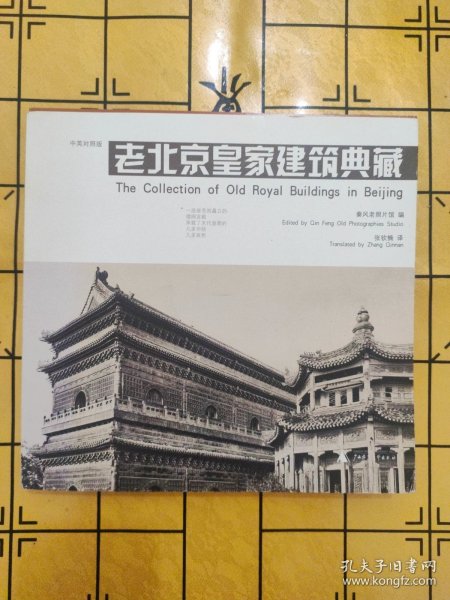 中英对照版
老北京皇家建筑典藏
The Collection of Old Royal Buildings in Beijing
秦风老照片馆 编
Edited by Qin Feng Old Photographies Studio
张钦楠 译
Translated by Zhang Qinnan
孔夫子旧书网
www.kongfz.com